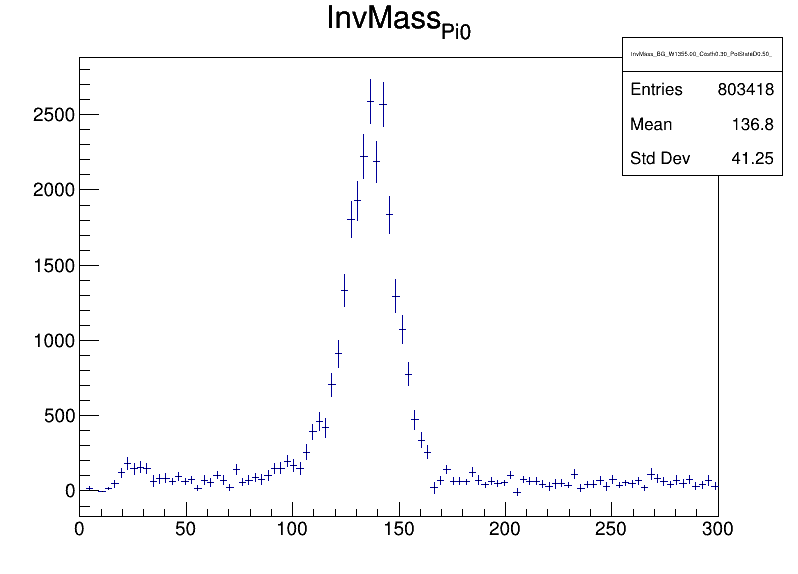 InvMass_Pi0
InvMass_BG_W1355.00_Costh0.30_PolStateD0.50_
Entries 803418
Mean 136.8
Std Dev 41.25
2500
2000
1500
1000
500
0
0 50 100 150 200 250 300